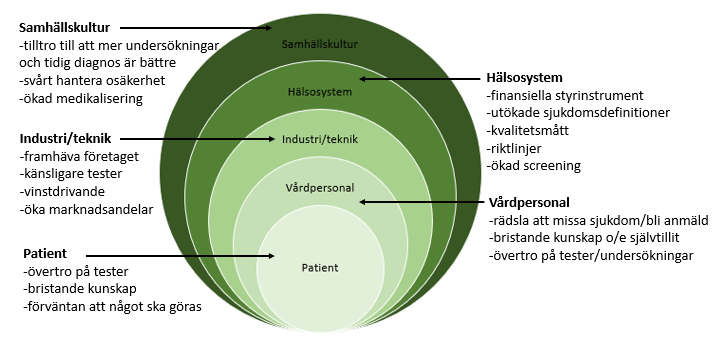 Samhällskultur
-tilltro till att mer undersökningar
och tidig diagnos är bättre
-svårt hantera osäkerhet
-ökad medikalisering
Industri/teknik
-framhäva företaget
-känsligare tester
-vinstdrivande
-öka marknadsandelar
Patient
-övertro på tester
-bristande kunskap
-förväntan att något ska göras
Samhällskultur
Hälsosystem
Industri/teknik
Vårdpersonal
Patient
Hälsosystem
-finansiella styrinstrument
-utökade sjukdomsdefinitioner
-kvalitetsmått
-riktlinjer
-ökad screening
Vårdpersonal
-rädsla att missa sjukdom/bli anmäld
-bristande kunskap o/e självtillit
-övertro på tester/undersökningar